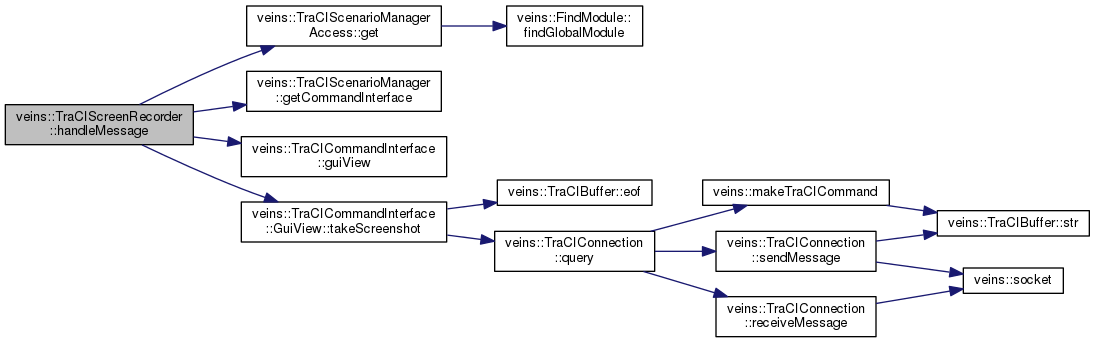 veins::TraCIScreenRecorder
::handleMessage
veins::TraCIScenarioManager
Access::get
veins::FindModule::
findGlobalModule
veins::TraCIScenarioManager
::getCommandInterface
veins::TraCICommandInterface
::guiView
veins::TraCICommandInterface
::GuiView::takeScreenshot
veins::TraCIBuffer::eof
veins::TraCIConnection
::query
veins::makeTraCICommand
veins::TraCIConnection
::sendMessage
veins::TraCIConnection
::receiveMessage
veins::TraCIBuffer::str
veins::socket